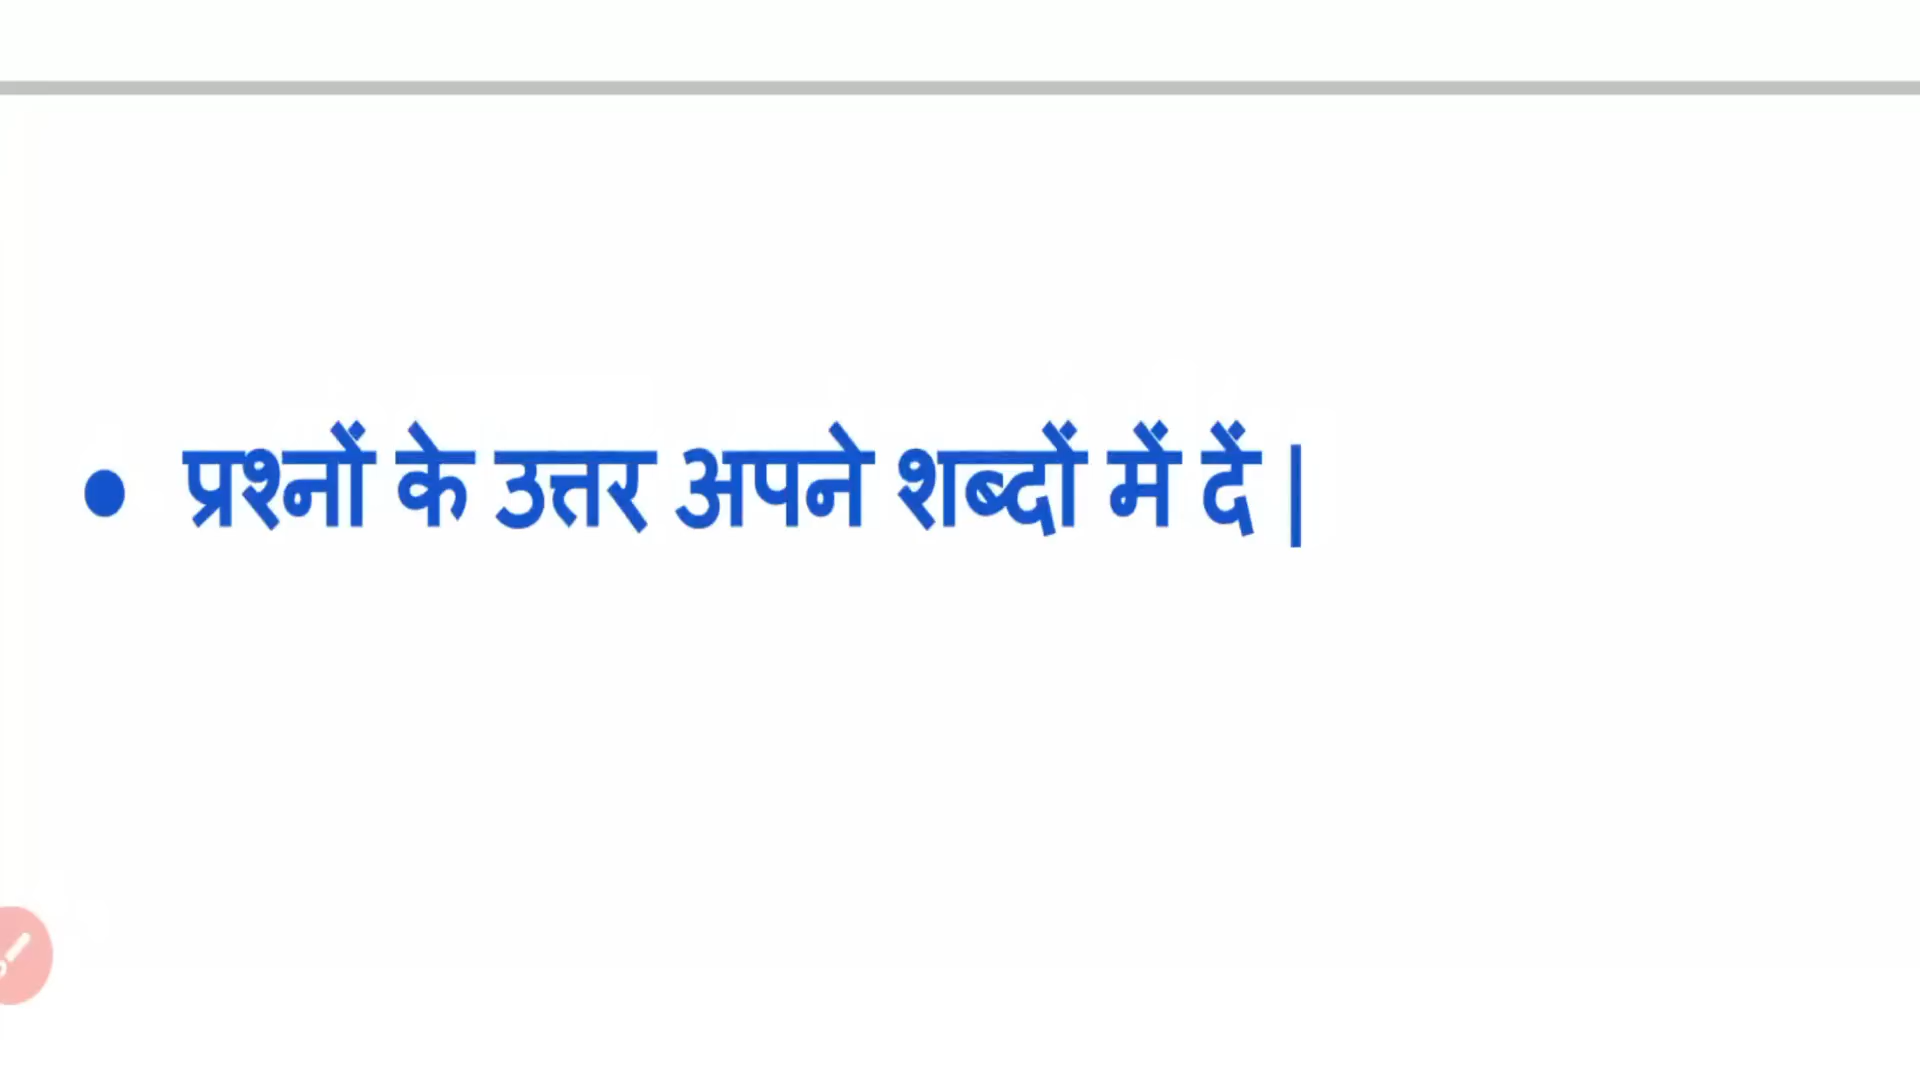 ● प्रश्नों के उत्तर अपने शब्दों में दें |